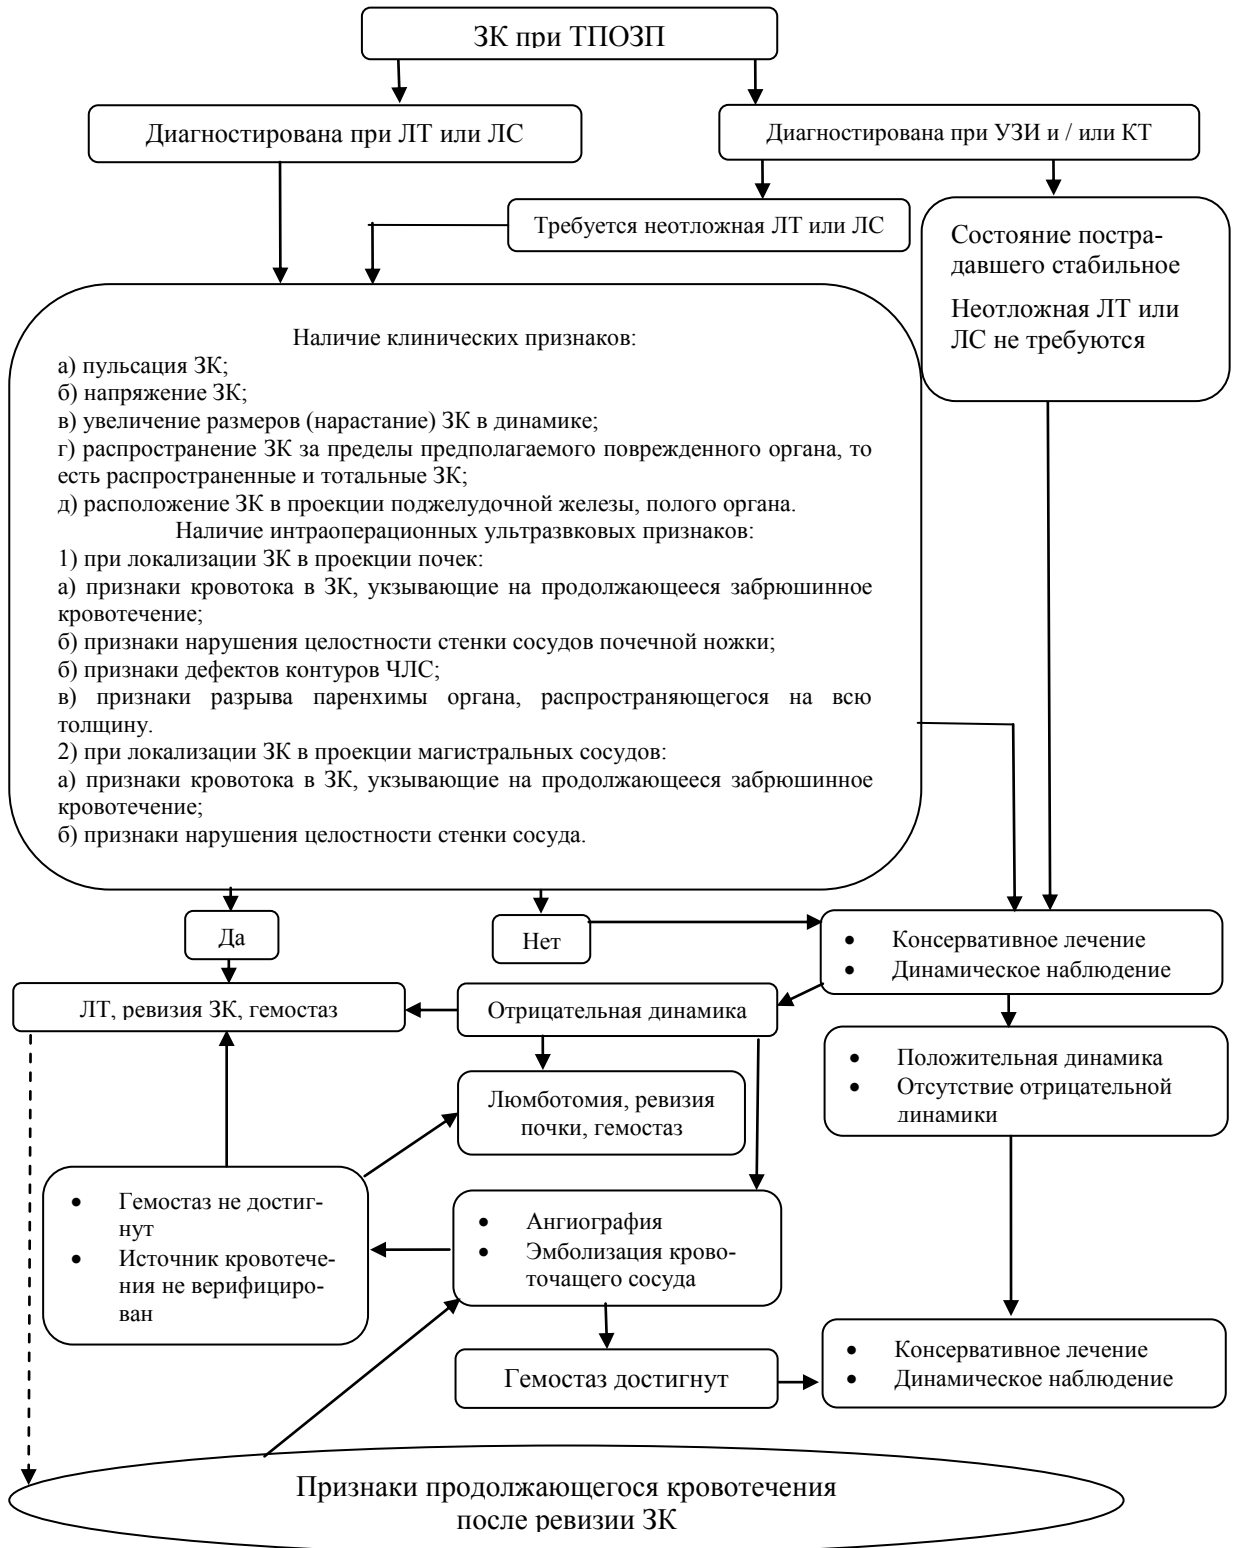 ЗК при ТПОЗП
Диагностирована при ЛТ или ЛС
Диагностирована при УЗИ и / или КТ
Требуется неотложная ЛТ или ЛС
Состояние постра-
давшего стабильное
Неотложная ЛТ или
ЛС не требуются
Наличие клинических признаков:
а) пульсация ЗК;
б) напряжение ЗК;
в) увеличение размеров (нарастание) ЗК в динамике;
г) распространение ЗК за пределы предполагаемого поврежденного органа, то
есть распространенные и тотальные ЗК;
д) расположение ЗК в проекции поджелудочной железы, полого органа.
Наличие интраоперационных ультразвковых признаков:
1) при локализации ЗК в проекции почек:
а) признаки кровотока в ЗК, укзывающие на продолжающееся забрюшинное
кровотечение;
б) признаки нарушения целостности стенки сосудов почечной ножки;
б) признаки дефектов контуров ЧЛС;
в) признаки разрыва паренхимы органа, распространяющегося на всю
толщину.
2) при локализации ЗК в проекции магистральных сосудов:
а) признаки кровотока в ЗК, укзывающие на продолжающееся забрюшинное
кровотечение;
б) признаки нарушения целостности стенки сосуда.
Да
Нет
• Консервативное лечение
• Динамическое наблюдение
ЛТ, ревизия ЗК, гемостаз
Отрицательная динамика
• Положительная динамика
• Отсутствие отрицательной
динамики
Люмботомия, ревизия
почки, гемостаз
• Гемостаз не достиг-
нут
• Источник кровотече-
ния не верифициро-
ван
• Ангиография
• Эмболизация крово-
точащего сосуда
Гемостаз достигнут
• Консервативное лечение
• Динамическое наблюдение
Признаки продолжающегося кровотечения
после ревизии ЗК